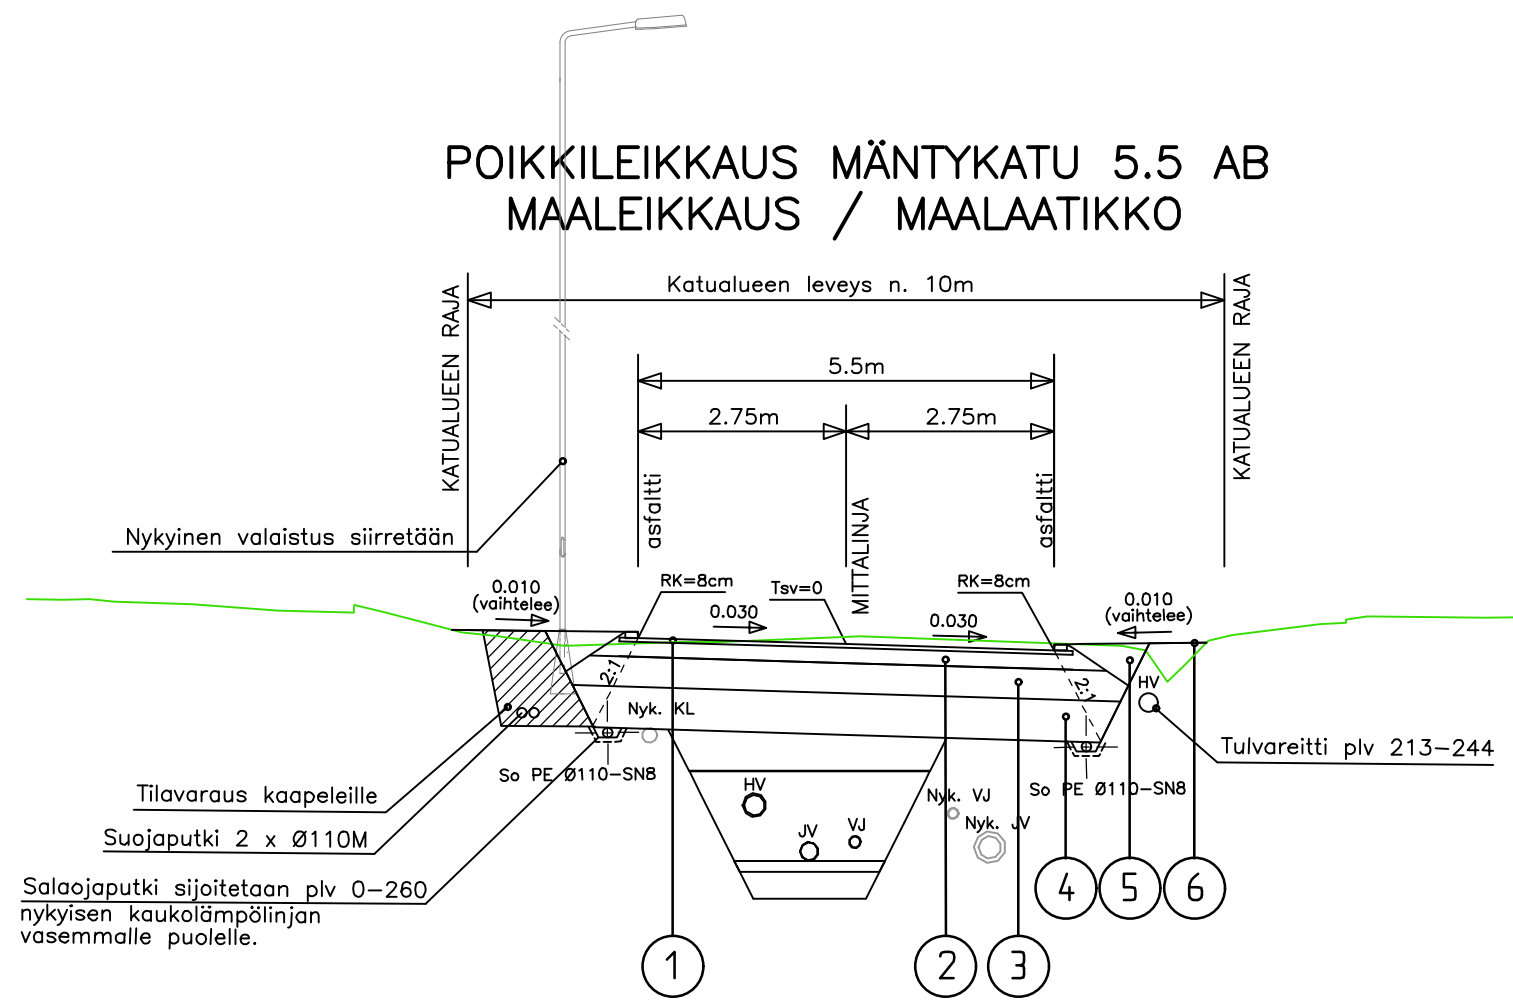 POIKKILEIKKAUS MÄNTYKATU 5.5 AB
MAALEIKKAUS / MAALAATIKKO
Katualueen leveys n. 10m
KATUALUEEN RAJA
KATUALUEEN RAJA
5.5m
2.75m
2.75m
asfaltti
MITTALINJA
asfaltti
Nykyinen valaistus siirretään
0.010
(vaihtelee)
RK=8cm
Tsv=0
RK=8cm
0.010
(vaihtelee)
0.030
0.030
2:1
2:1
HV
Nyk. KL
Tulvareitti plv 213-244
So PE Ø110-SN8
So PE Ø110-SN8
HV
Nyk. VJ
JV
VJ
Nyk. JV
Tilavaraus kaapeleille
Suojaputki 2 x Ø110M
Salaojaputki sijoitetaan plv 0-260
nykyisen kaukolämpölinjan
vasemmalle puolelle.
4
5
6
1
2
3